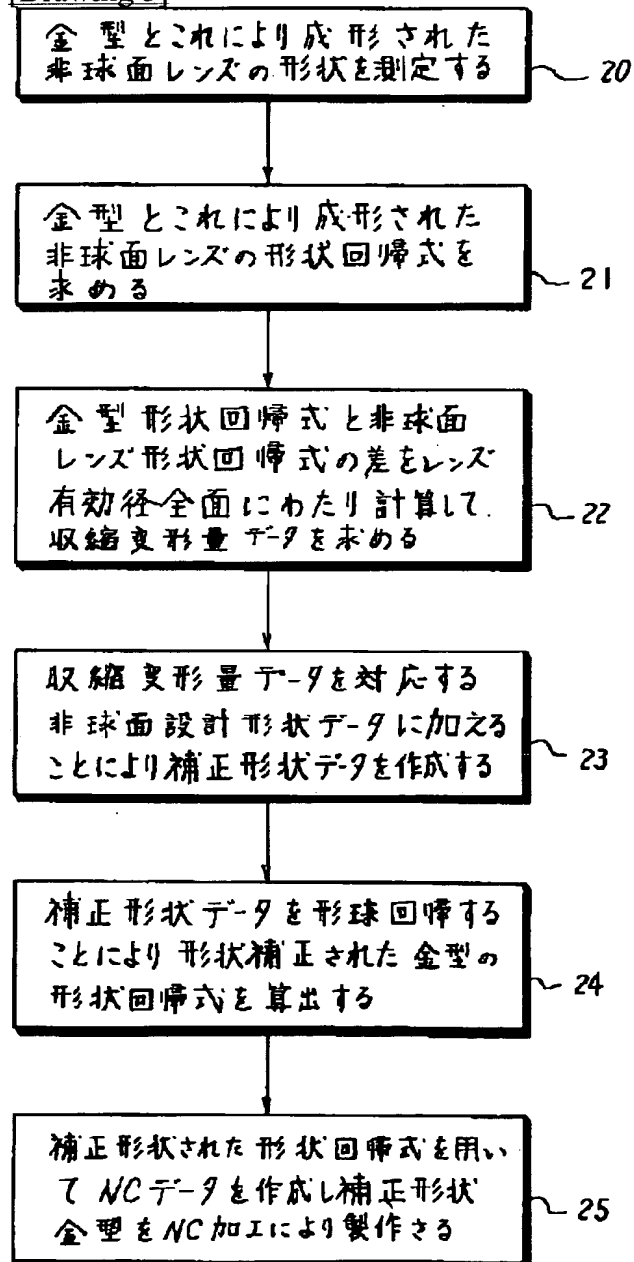 金型とこれにより成形された
非球面レンズの形状を測定する
20
金型とこれにより成形された
非球面レンズの形状回帰式を
求める
21
金型形状回帰式と非球面
レンズ形状回帰式の差をレンズ
有効径全面にわたり計算して
収縮変形量データを求める
22
収縮変形量データを対応する
非球面設計形状データに加える
ことにより補正形状データを作成する
23
補正形状データを形球回帰する
ことにより形状補正された金型の
形状回帰式を算出する
24
補正形状された形状回帰式を用い
てNCデータを作成し補正形状
金型をNC加工により製作さる
25